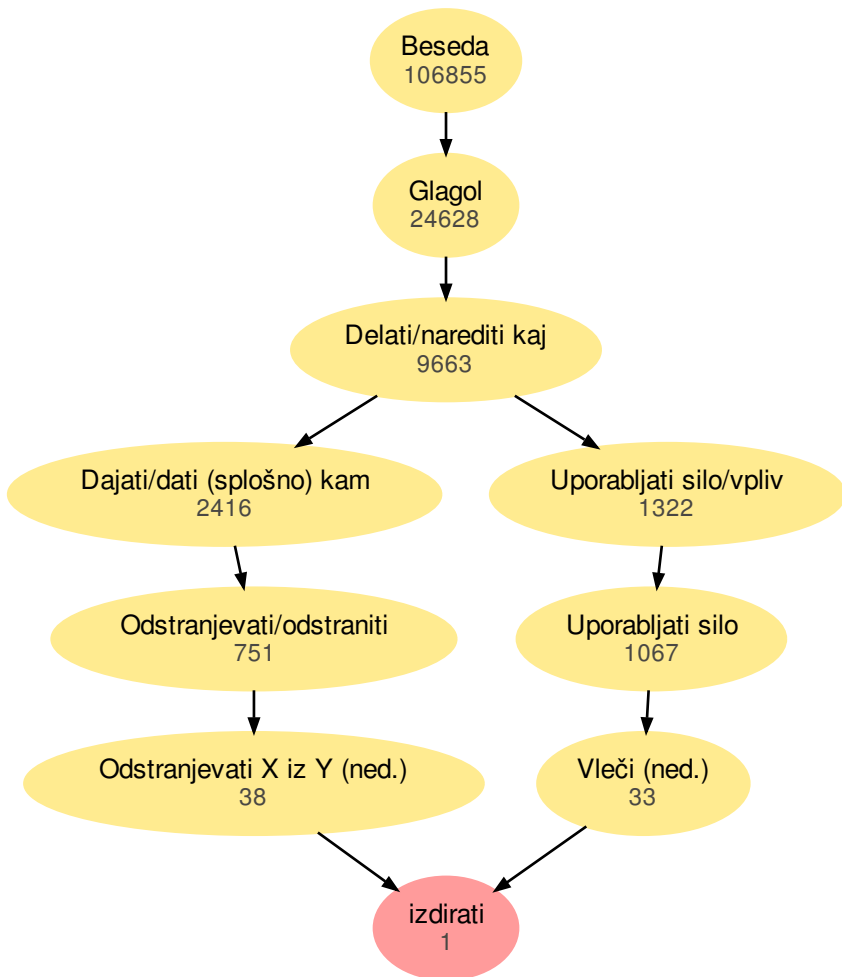 Beseda
106855
Glagol
24628
Delati/narediti kaj
9663
Dajati/dati (splošno) kam
2416
Uporabljati silo/vpliv
1322
Odstranjevati/odstraniti
751
Uporabljati silo
1067
Odstranjevati X iz Y (ned.)
38
Vleči (ned.)
33
izdirati
1